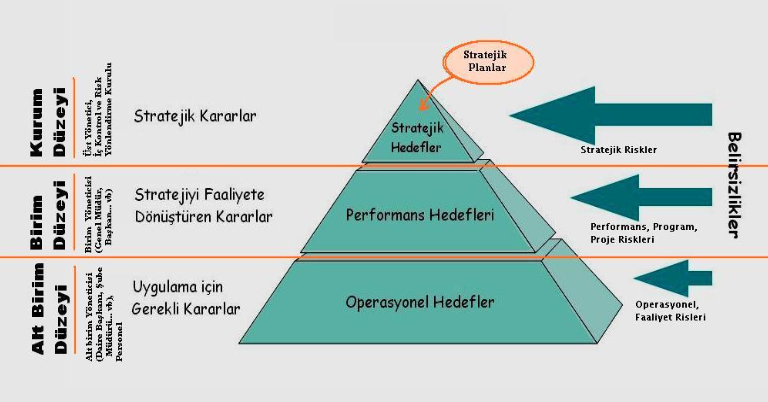 Stratejik
Planlar
Kurum
Düzeyi
Üst Yönetici,
İç Kontrol ve Risk
Yönlendirme Kurulu
Stratejik Kararlar
Stratejik
Hedefler
Stratejik Riskler
Birim
Düzeyi
Birim Yöneticisi
(Genel Müdür,
Başkan... vb)
Stratejiyi Faaliyete
Dönüştüren Kararlar
Performans Hedefleri
Performans, Program,
Proje Riskleri
Alt Birim
Düzeyi
Alt birim Yöneticisi
(Daire Başkanı, Şube
Müdürü... vb),
Personel
Uygulama için
Gerekli Kararlar
Operasyonel Hedefler
Operasyonel,
Faaliyet Risleri
Belirsizlikler